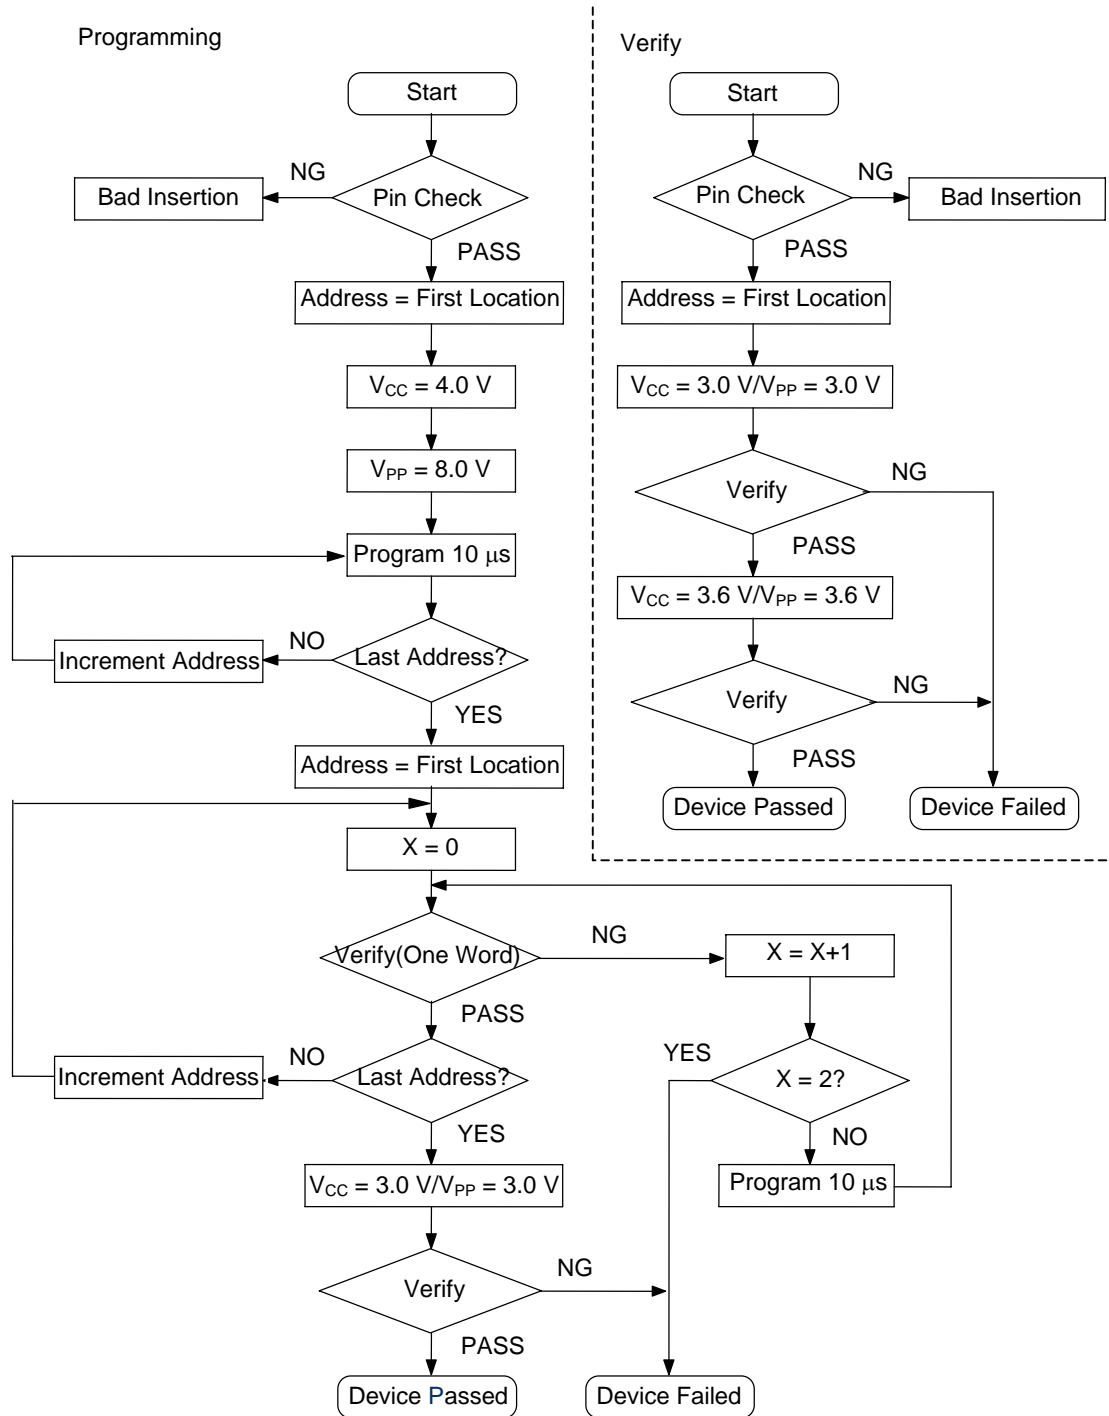 Programming
Start
Pin Check
NG
Bad Insertion
PASS
Address = First Location
VCC = 4.0 V
VPP = 8.0 V
Program 10 μs
Last Address?
NO
Increment Address
YES
Address = First Location
X = 0
Verify(One Word)
NG
X = X+1
PASS
YES
X = 2?
NO
Program 10 μs
Last Address?
NO
Increment Address
YES
VCC = 3.0 V/VPP = 3.0 V
Verify
NG
PASS
Device Passed
Device Failed
Verify
Start
Pin Check
NG
Bad Insertion
PASS
Address = First Location
VCC = 3.0 V/VPP = 3.0 V
Verify
NG
PASS
VCC = 3.6 V/VPP = 3.6 V
Verify
NG
PASS
Device Passed
Device Failed